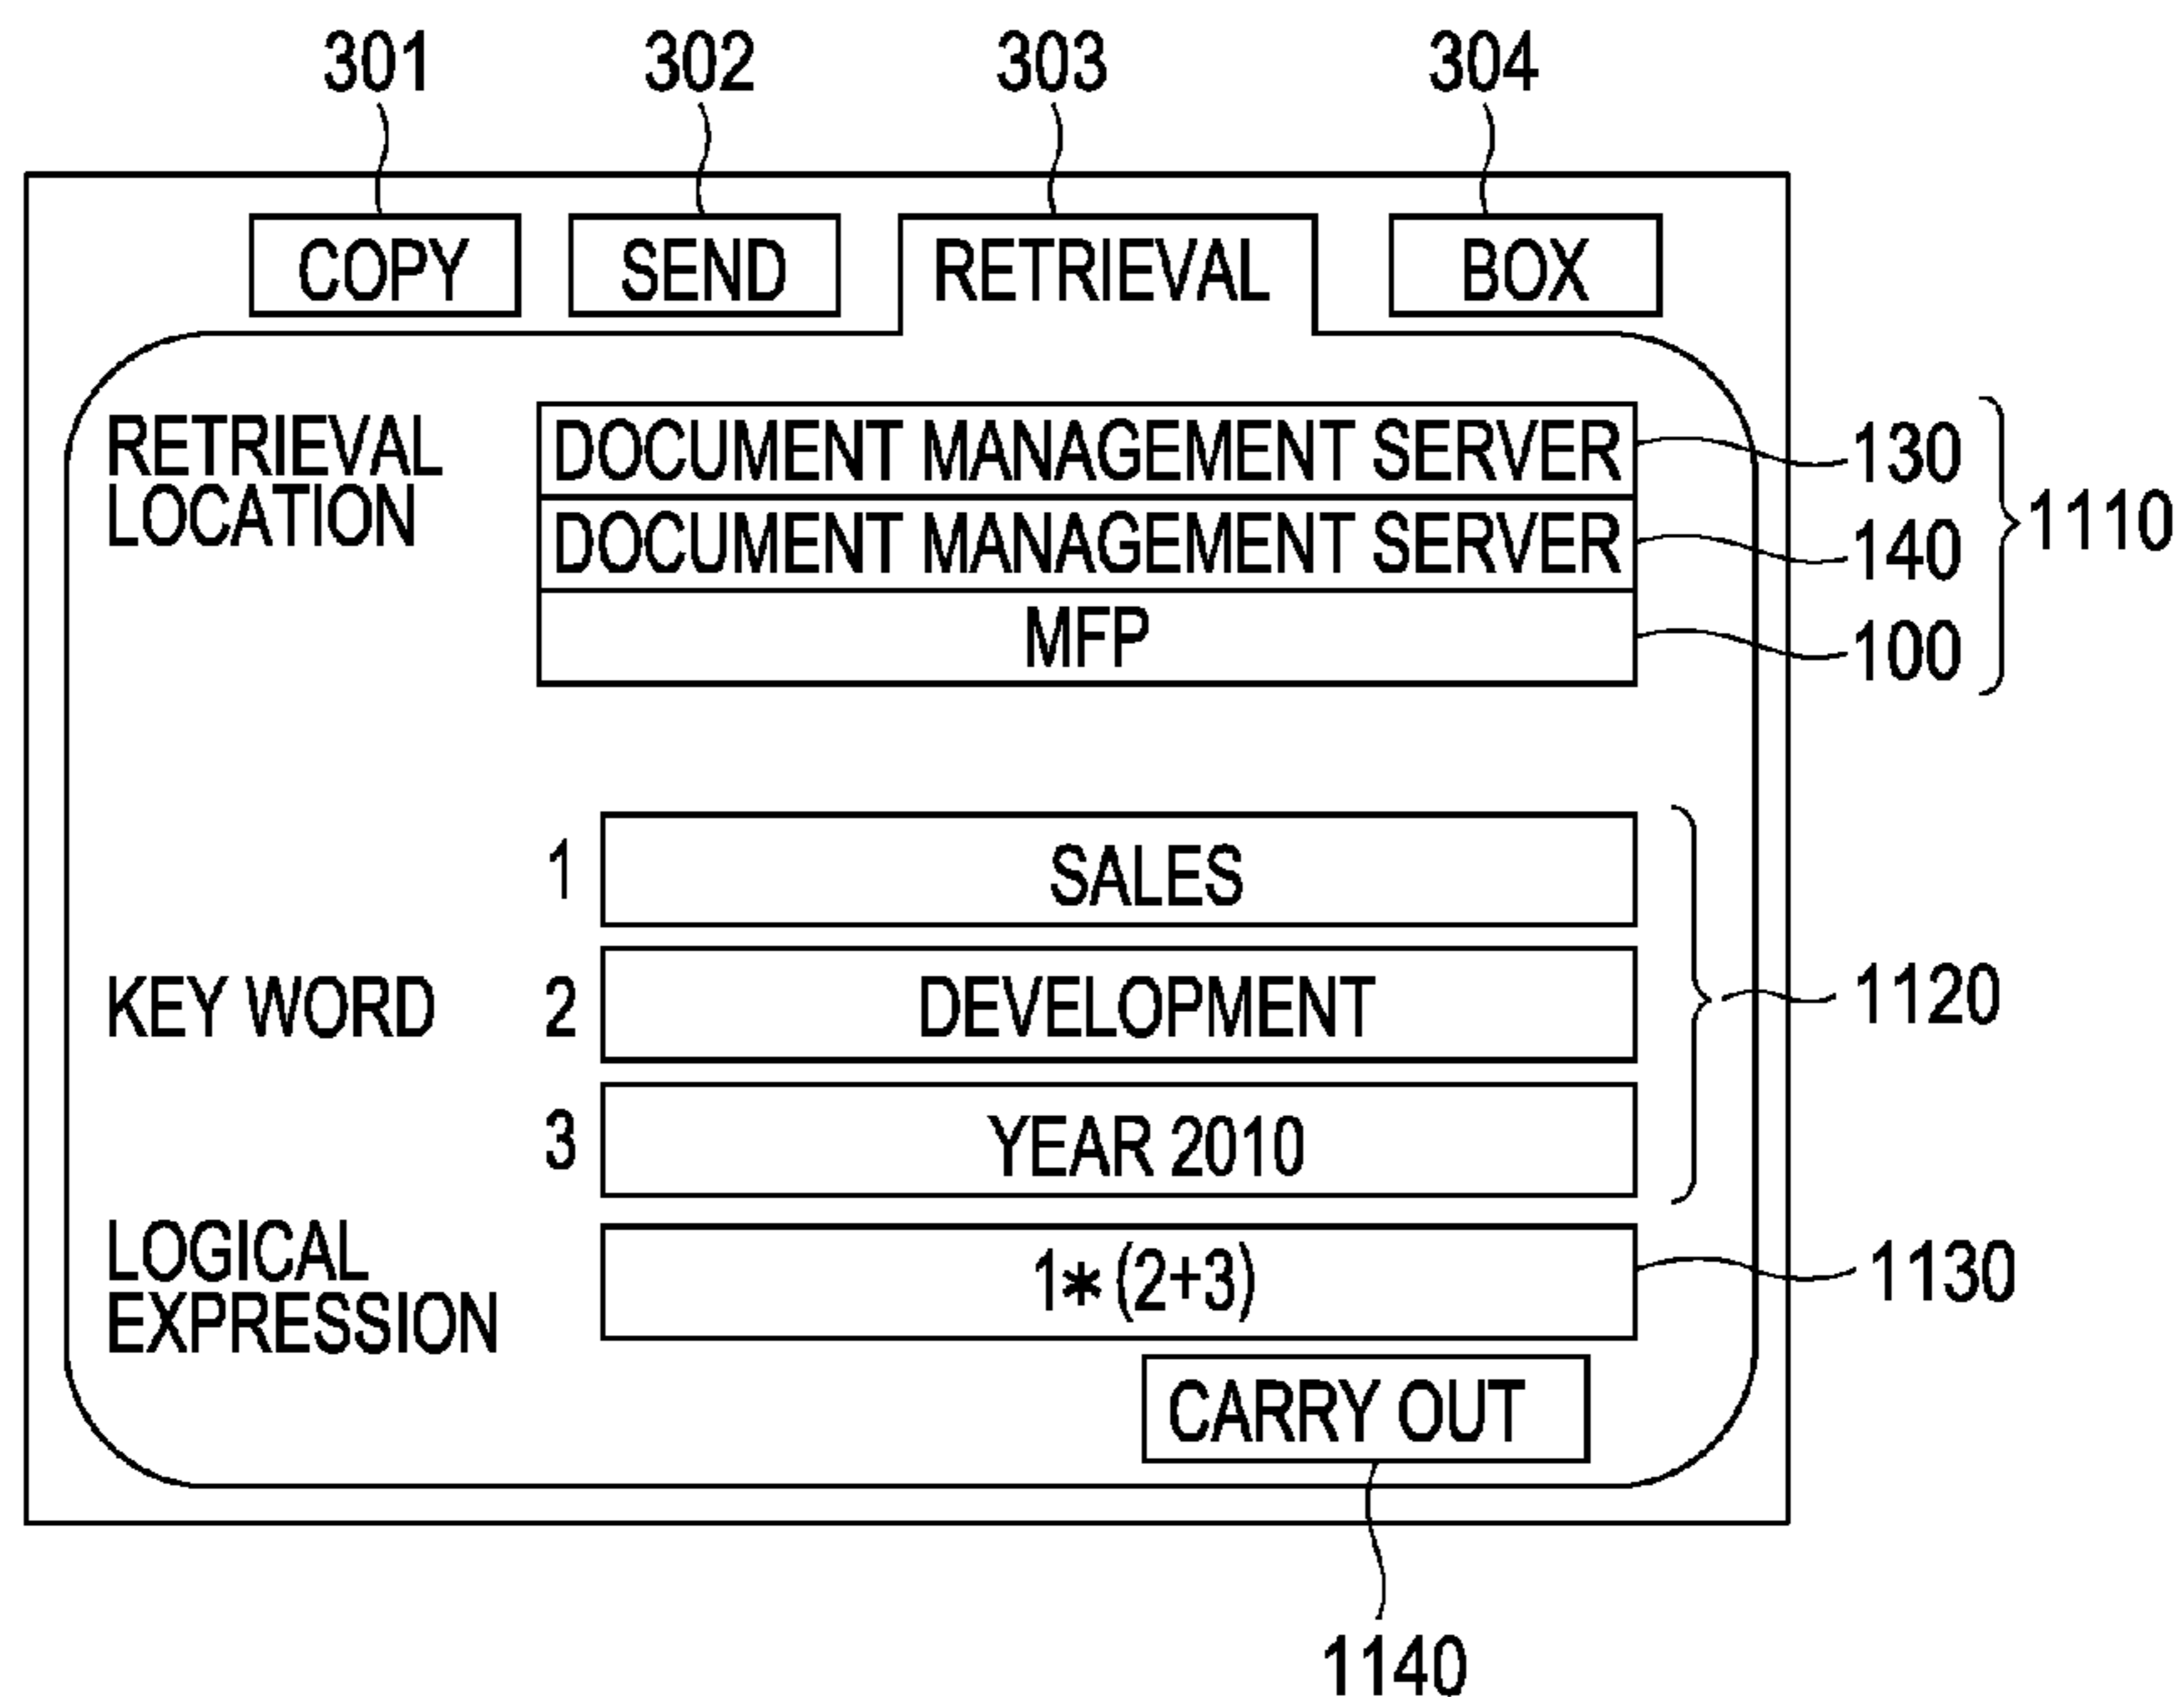 301 302 303 304
COPY SEND RETRIEVAL BOX
RETRIEVAL
LOCATION
DOCUMENT MANAGEMENT SERVER 130
DOCUMENT MANAGEMENT SERVER 140
MFP 100
1110
1 SALES
KEY WORD 2 DEVELOPMENT 1120
3 YEAR 2010
LOGICAL
EXPRESSION
1*(2+3) 1130
CARRY OUT
1140